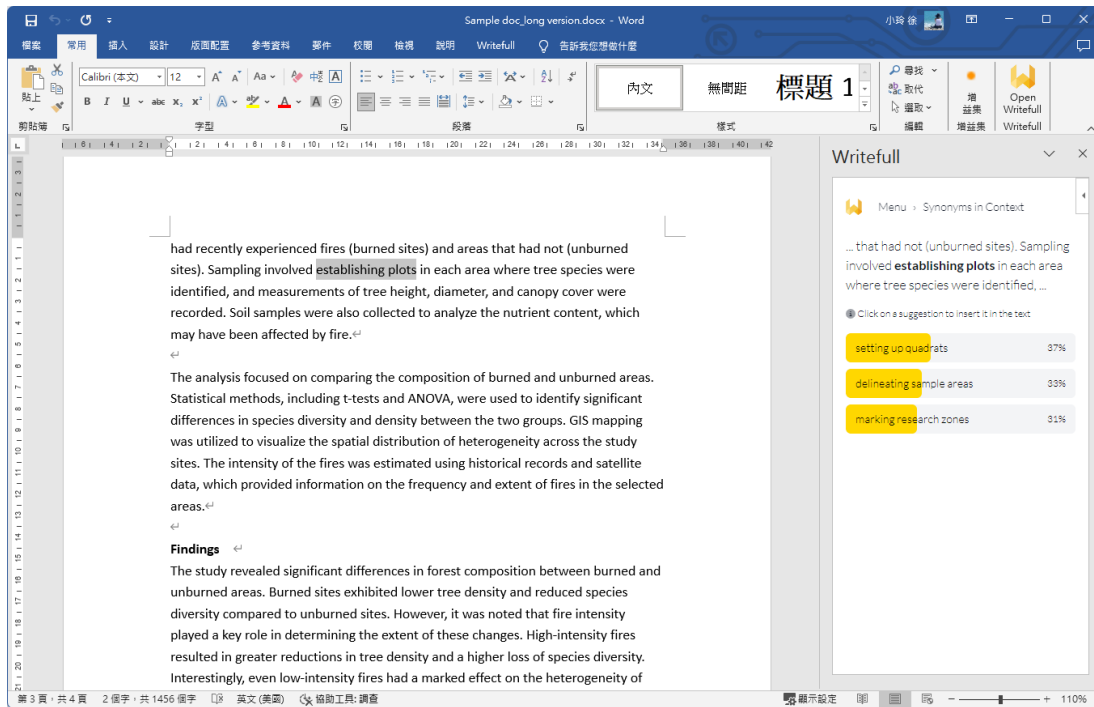 Sample doc_long version.docx - Word
小玲 徐
檔案 常用 插入 設計 版面配置 參考資料 郵件 校閱 檢視 說明 Writefull 告訴我您想做什麼
貼上
剪貼簿
Calibri (本文) 12
字型
段落
內文
無間距
標題 1
樣式
尋找
取代
選取
編輯
增益集
增益集
Open Writefull
Writefull
had recently experienced fires (burned sites) and areas that had not (unburned
sites). Sampling involved establishing plots in each area where tree species were
identified, and measurements of tree height, diameter, and canopy cover were
recorded. Soil samples were also collected to analyze the nutrient content, which
may have been affected by fire.
The analysis focused on comparing the composition of burned and unburned areas.
Statistical methods, including t-tests and ANOVA, were used to identify significant
differences in species diversity and density between the two groups. GIS mapping
was utilized to visualize the spatial distribution of heterogeneity across the study
sites. The intensity of the fires was estimated using historical records and satellite
data, which provided information on the frequency and extent of fires in the selected
areas.
Findings
The study revealed significant differences in forest composition between burned and
unburned areas. Burned sites exhibited lower tree density and reduced species
diversity compared to unburned sites. However, it was noted that fire intensity
played a key role in determining the extent of these changes. High-intensity fires
resulted in greater reductions in tree density and a higher loss of species diversity.
Interestingly, even low-intensity fires had a marked effect on the heterogeneity of
Writefull
Menu › Synonyms in Context
... that had not (unburned sites). Sampling
involved establishing plots in each area
where tree species were identified, ...
Click on a suggestion to insert it in the text
setting up quadrats 37%
delineating sample areas 33%
marking research zones 31%
第 3 頁，共 4 頁 2 個字，共 1456 個字 英文 (美國) 協助工具: 調查 顯示設定 110%